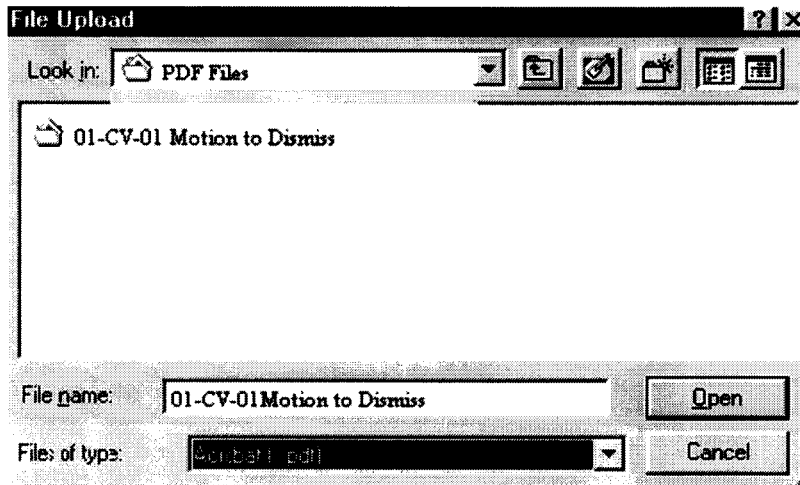 File Upload
Look in: PDF Files
01-CV-01 Motion to Dismiss
File name: 01-CV-01Motion to Dismiss Open
Files of type: Cancel